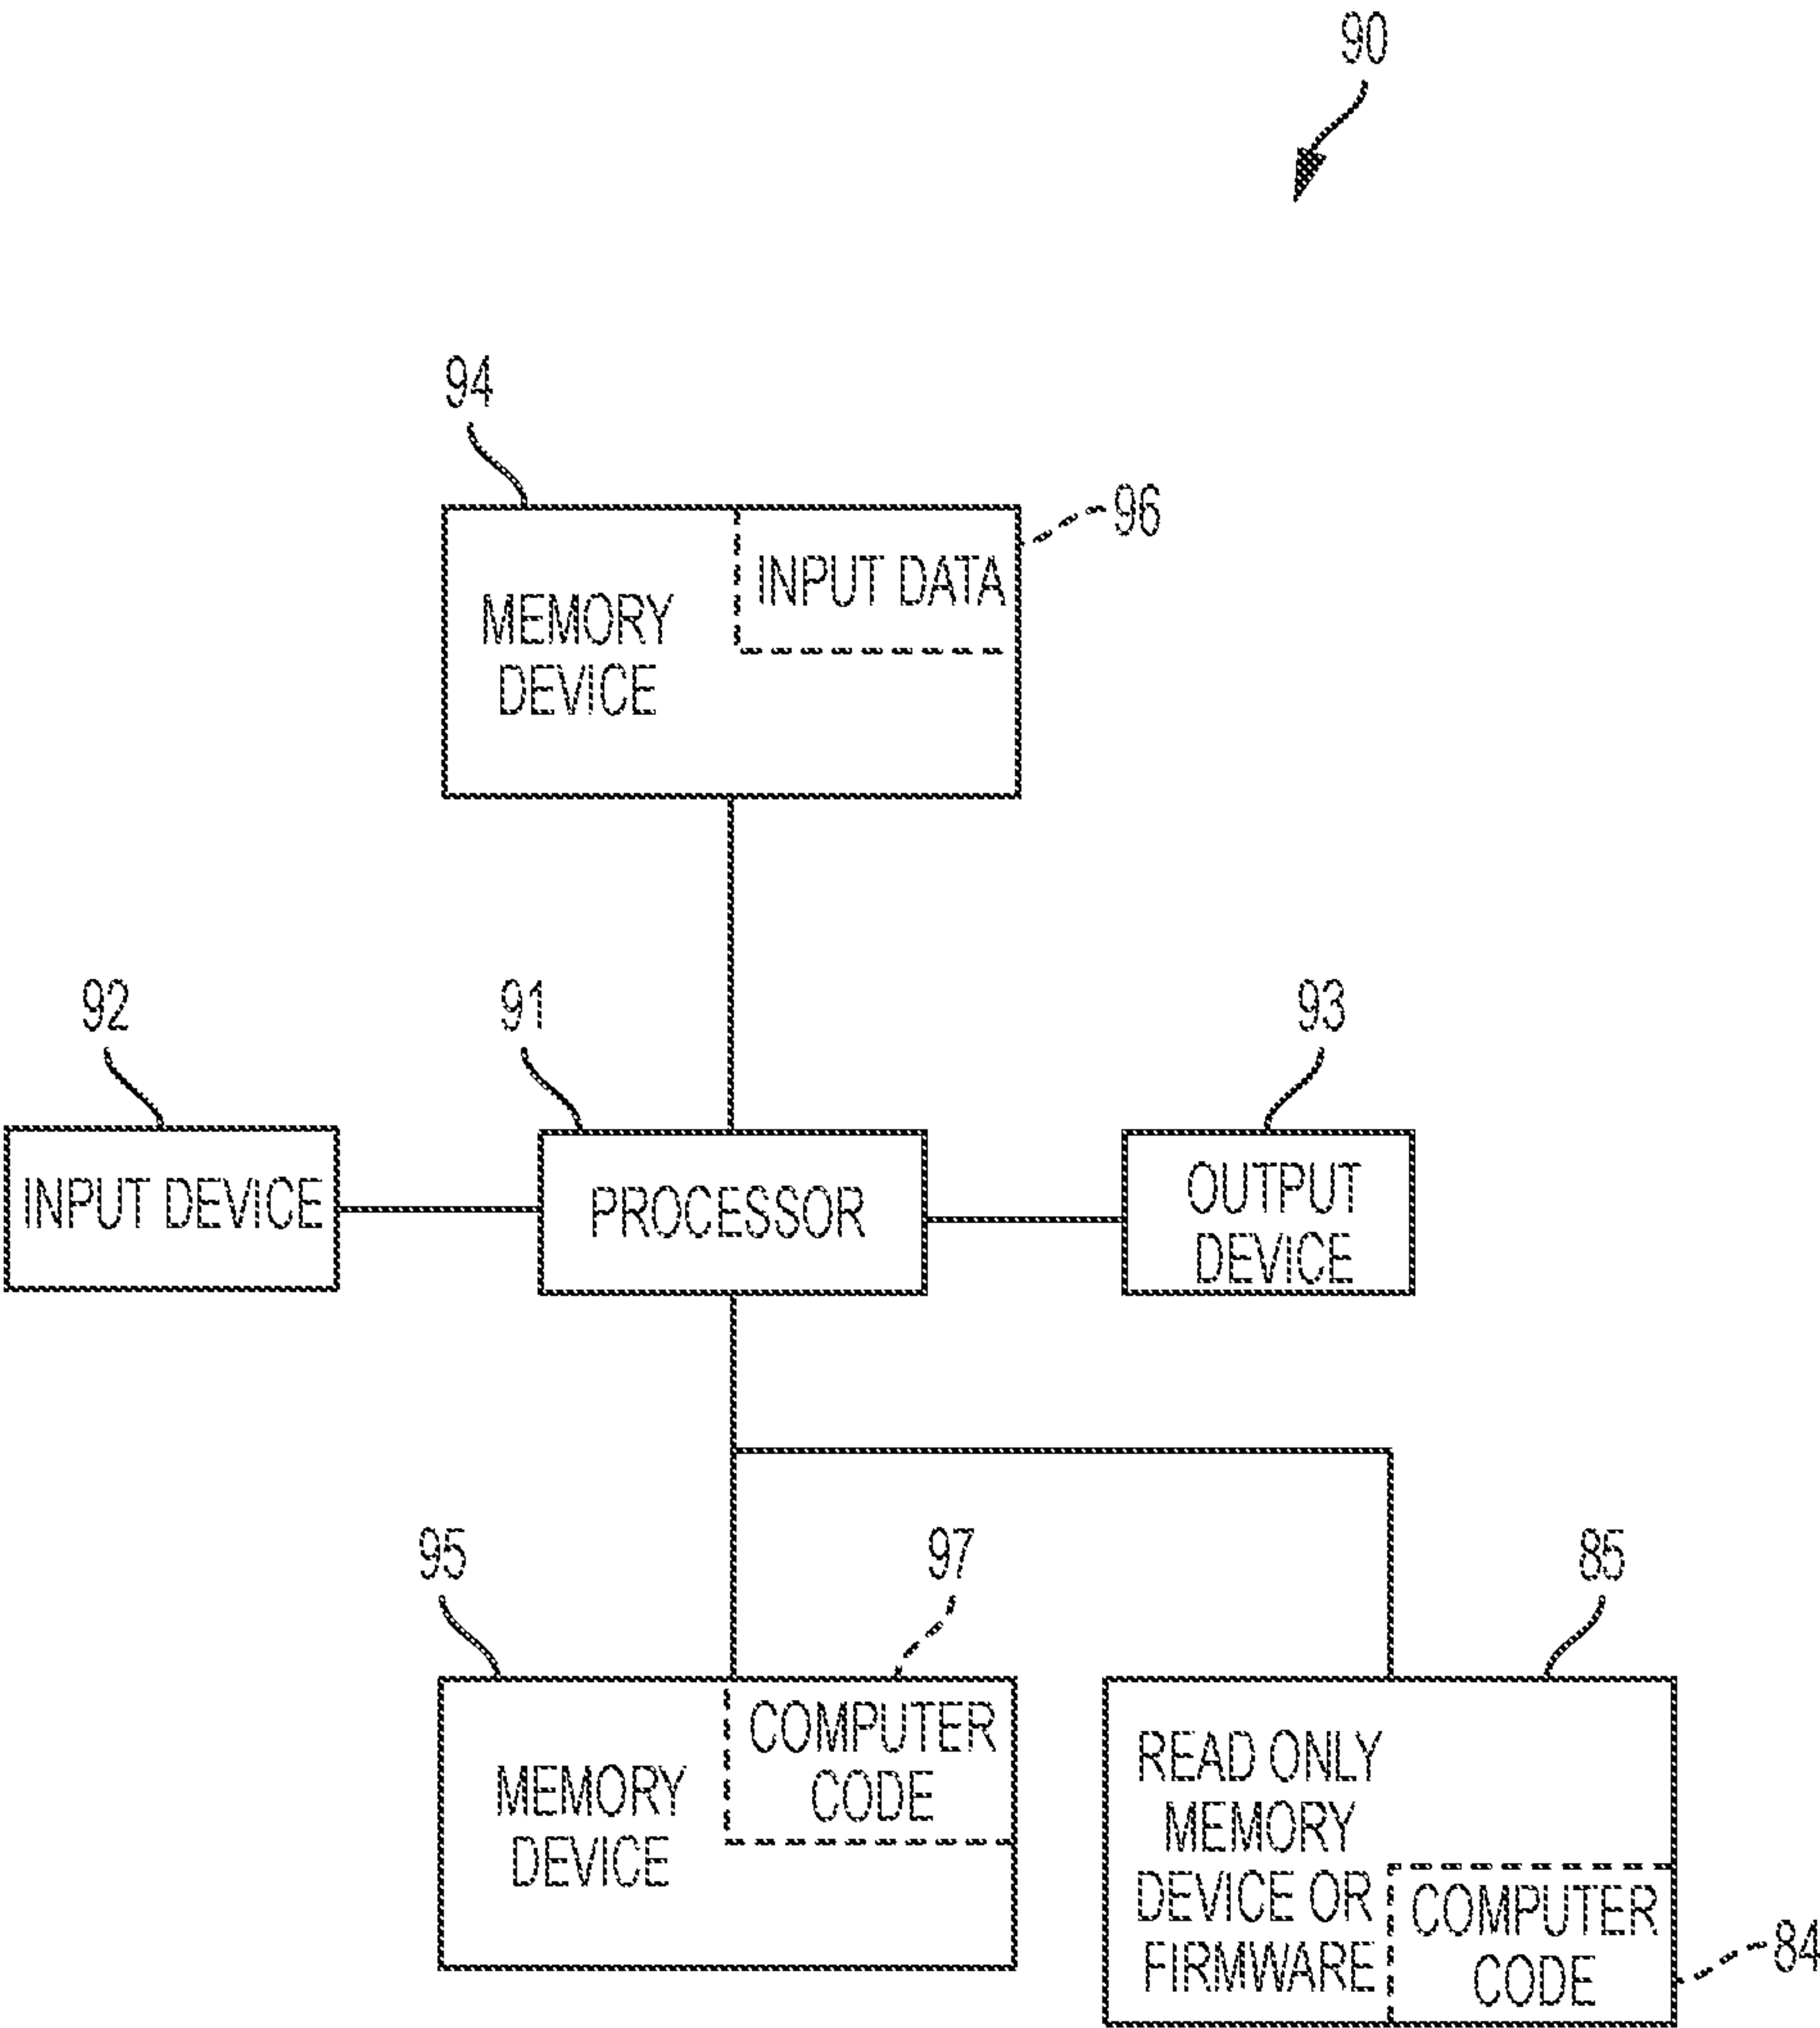 90
94
96
INPUT DATA
MEMORY
DEVICE
92
91
93
INPUT DEVICE
PROCESSOR
OUTPUT
DEVICE
95
97
85
COMPUTER
CODE
MEMORY
DEVICE
READ ONLY
MEMORY
DEVICE OR
FIRMWARE
COMPUTER
CODE
84